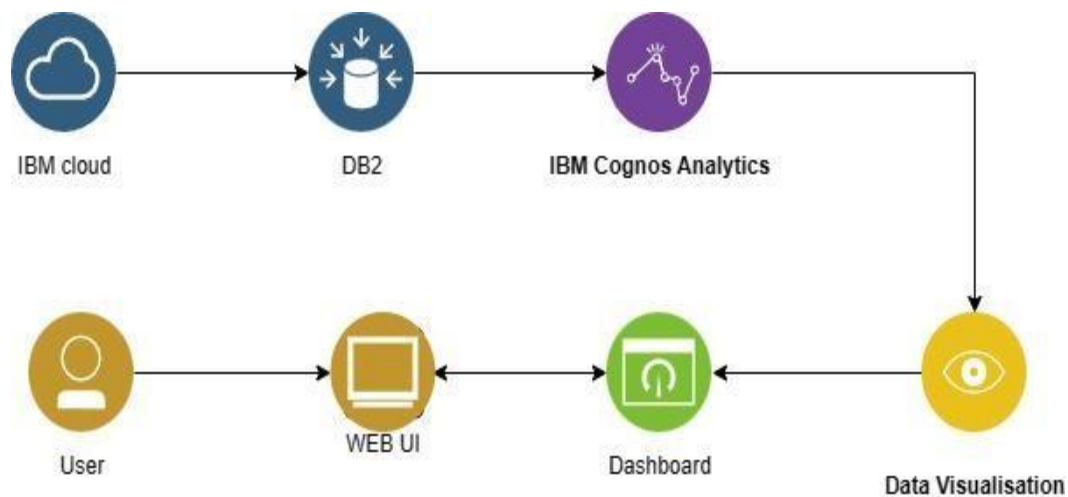 IBM cloud
DB2
IBM Cognos Analytics
User
WEB UI
Dashboard
Data Visualisation